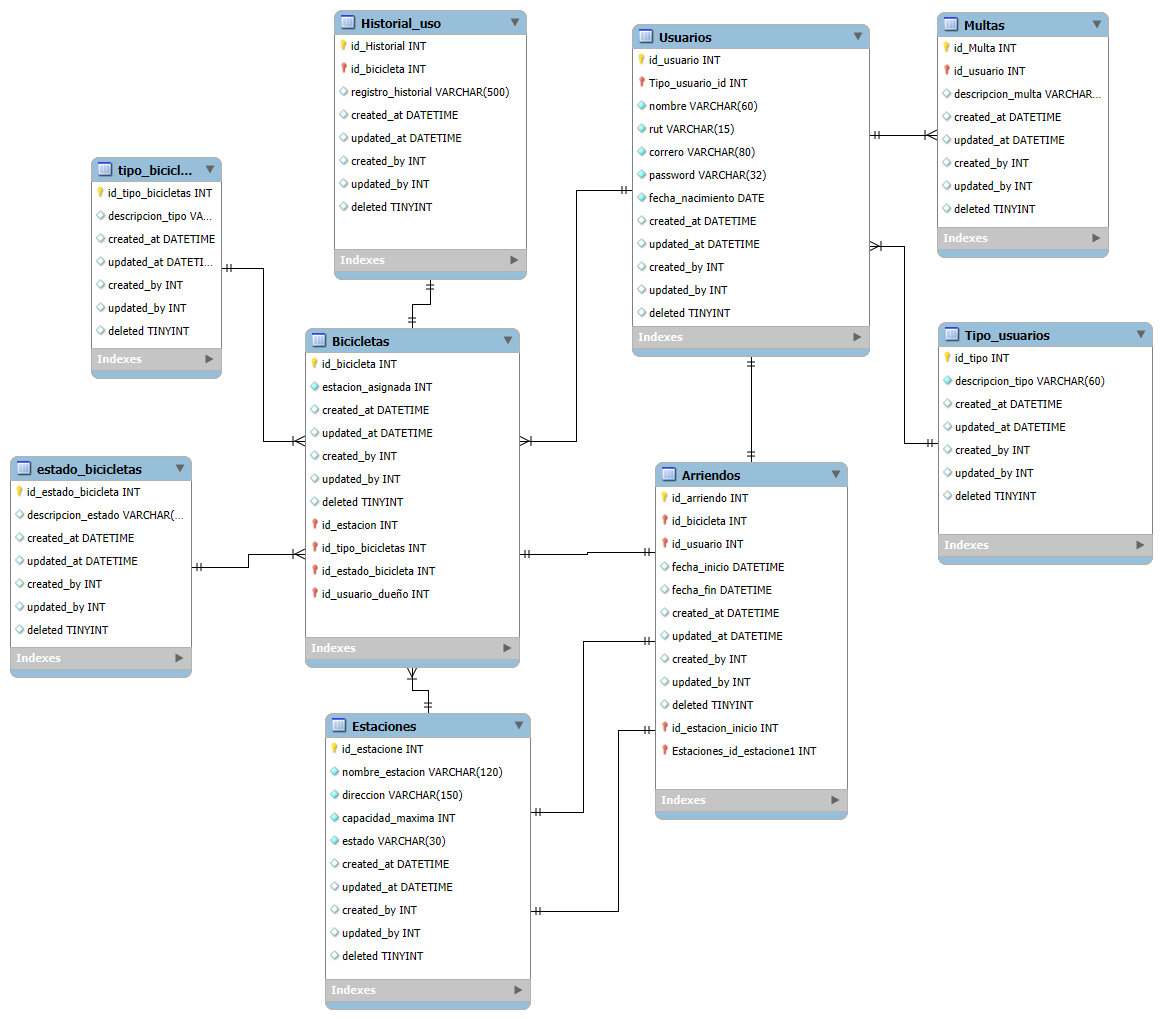 Historial_uso
id_Historial INT
id_bicicleta INT
registro_historial VARCHAR(500)
created_at DATETIME
updated_at DATETIME
created_by INT
updated_by INT
deleted TINYINT
Indexes
Usuarios
id_usuario INT
Tipo_usuario_id INT
nombre VARCHAR(60)
rut VARCHAR(15)
correro VARCHAR(80)
password VARCHAR(32)
fecha_nacimiento DATE
created_at DATETIME
updated_at DATETIME
created_by INT
updated_by INT
deleted TINYINT
Indexes
Multas
id_Multa INT
id_usuario INT
descripcion_multa VARCHAR...
created_at DATETIME
updated_at DATETIME
created_by INT
updated_by INT
deleted TINYINT
Indexes
tipo_bicicl...
id_tipo_bicicletas INT
descripcion_tipo VA...
created_at DATETIME
updated_at DATETI...
created_by INT
updated_by INT
deleted TINYINT
Indexes
Bicicletas
id_bicicleta INT
estacion_asignada INT
created_at DATETIME
updated_at DATETIME
created_by INT
updated_by INT
deleted TINYINT
id_estacion INT
id_tipo_bicicletas INT
id_estado_bicicleta INT
id_usuario_dueño INT
Indexes
Tipo_usuarios
id_tipo INT
descripcion_tipo VARCHAR(60)
created_at DATETIME
updated_at DATETIME
created_by INT
updated_by INT
deleted TINYINT
Indexes
estado_bicicletas
id_estado_bicicleta INT
descripcion_estado VARCHAR(...
created_at DATETIME
updated_at DATETIME
created_by INT
updated_by INT
deleted TINYINT
Indexes
Arriendos
id_arriendo INT
id_bicicleta INT
id_usuario INT
fecha_inicio DATETIME
fecha_fin DATETIME
created_at DATETIME
updated_at DATETIME
created_by INT
updated_by INT
deleted TINYINT
id_estacion_inicio INT
Estaciones_id_estacione1 INT
Indexes
Estaciones
id_estacione INT
nombre_estacion VARCHAR(120)
direccion VARCHAR(150)
capacidad_maxima INT
estado VARCHAR(30)
created_at DATETIME
updated_at DATETIME
created_by INT
updated_by INT
deleted TINYINT
Indexes